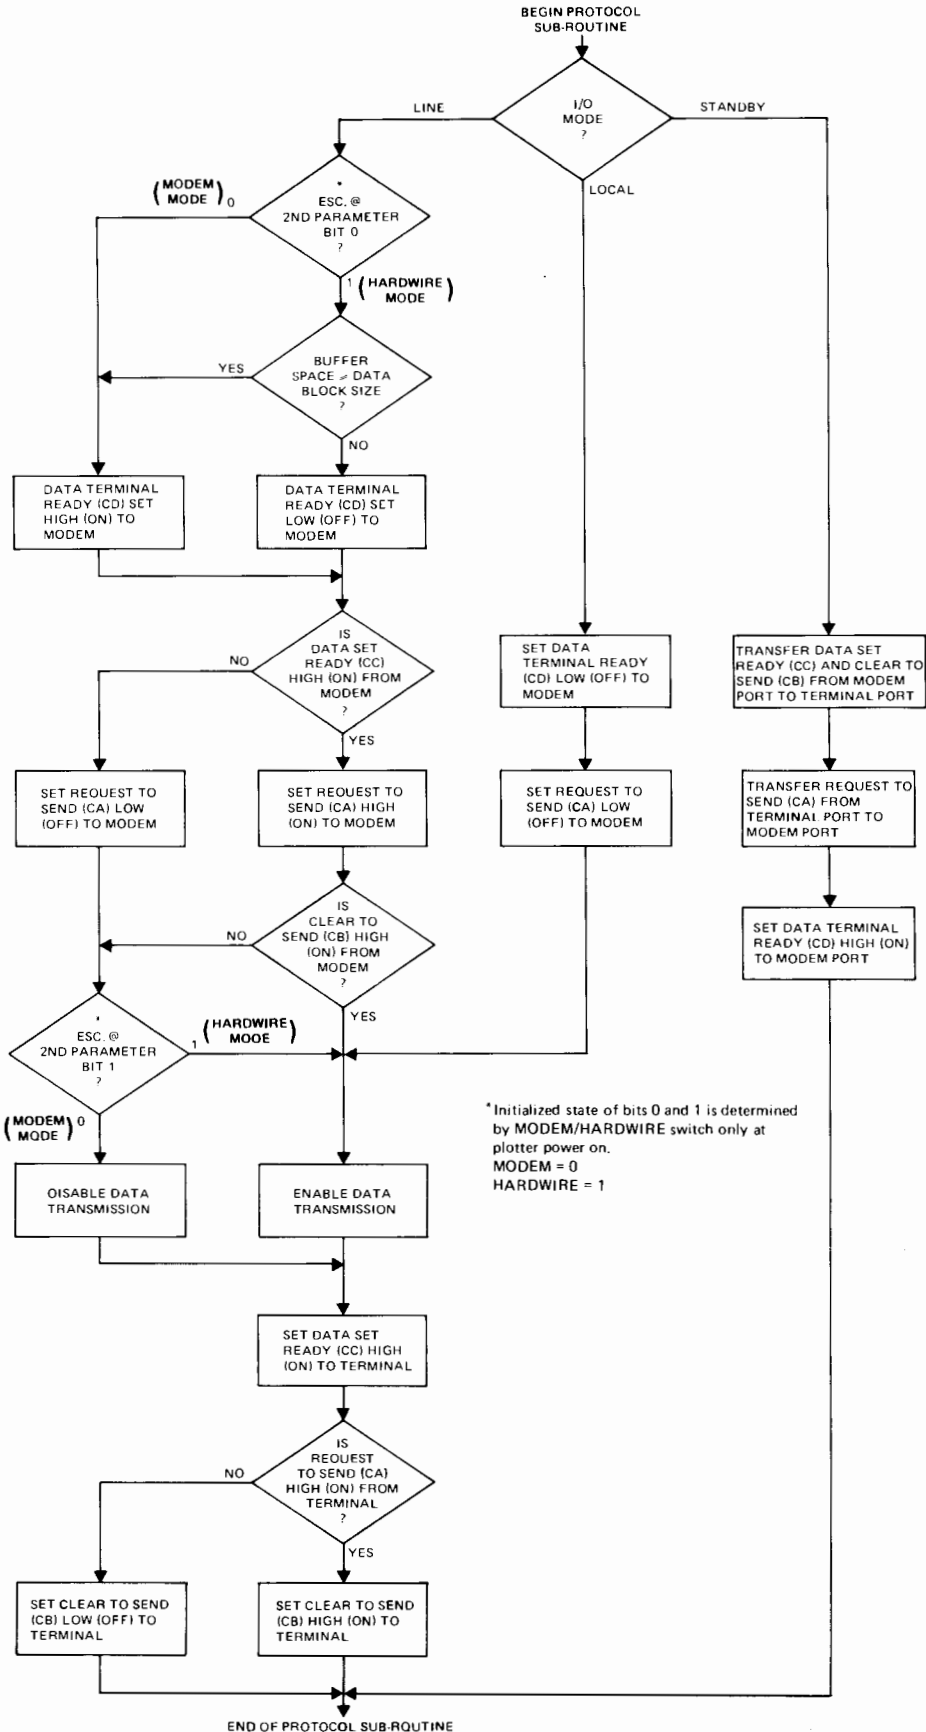 BEGIN PROTOCOL
SUB-ROUTINE
I/O
MODE
?
LINE
STANDBY
LOCAL
*
ESC. @
2ND PARAMETER
BIT 0
?
(MODEM
MODE)
0
1
(HARDWIRE
MODE)
BUFFER
SPACE ≠ DATA
BLOCK SIZE
?
YES
NO
DATA TERMINAL
READY (CD) SET
HIGH (ON) TO
MODEM
DATA TERMINAL
READY (CD) SET
LOW (OFF) TO
MODEM
IS
DATA SET
READY (CC)
HIGH (ON) FROM
MODEM
?
NO
YES
SET DATA
TERMINAL READY
(CD) LOW (OFF) TO
MODEM
TRANSFER DATA SET
READY (CC) AND CLEAR TO
SEND (CB) FROM MODEM
PORT TO TERMINAL PORT
SET REQUEST TO
SEND (CA) LOW
(OFF) TO MODEM
SET REQUEST TO
SEND (CA) HIGH
(ON) TO MODEM
SET REQUEST TO
SEND (CA) LOW
(OFF) TO MODEM
TRANSFER REQUEST TO
SEND (CA) FROM
TERMINAL PORT TO
MODEM PORT
IS
CLEAR TO
SEND (CB) HIGH
(ON) FROM
MODEM
?
NO
YES
SET DATA TERMINAL
READY (CD) HIGH (ON)
TO MODEM PORT
*
ESC. @
2ND PARAMETER
BIT 1
?
1
(HARDWIRE
MODE)
(MODEM
MODE)
0
*Initialized state of bits 0 and 1 is determined
by MODEM/HARDWIRE switch only at
plotter power on.
MODEM = 0
HARDWIRE = 1
DISABLE DATA
TRANSMISSION
ENABLE DATA
TRANSMISSION
SET DATA SET
READY (CC) HIGH
(ON) TO TERMINAL
IS
REQUEST
TO SEND (CA)
HIGH (ON) FROM
TERMINAL
?
NO
YES
SET CLEAR TO SEND
(CB) LOW (OFF) TO
TERMINAL
SET CLEAR TO SEND
(CB) HIGH (ON) TO
TERMINAL
END OF PROTOCOL SUB-ROUTINE